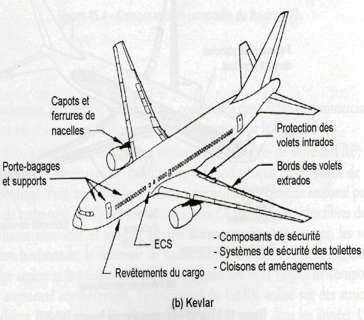 Capots et
ferrures de
nacelles
Protection des
volets intrados
Porte-bagages
et supports
Bords des volets
extrados
ECS
- Composants de sécurité
- Systèmes de sécurité des toilettes
- Cloisons et aménagements
Revêtements du cargo
(b) Kevlar